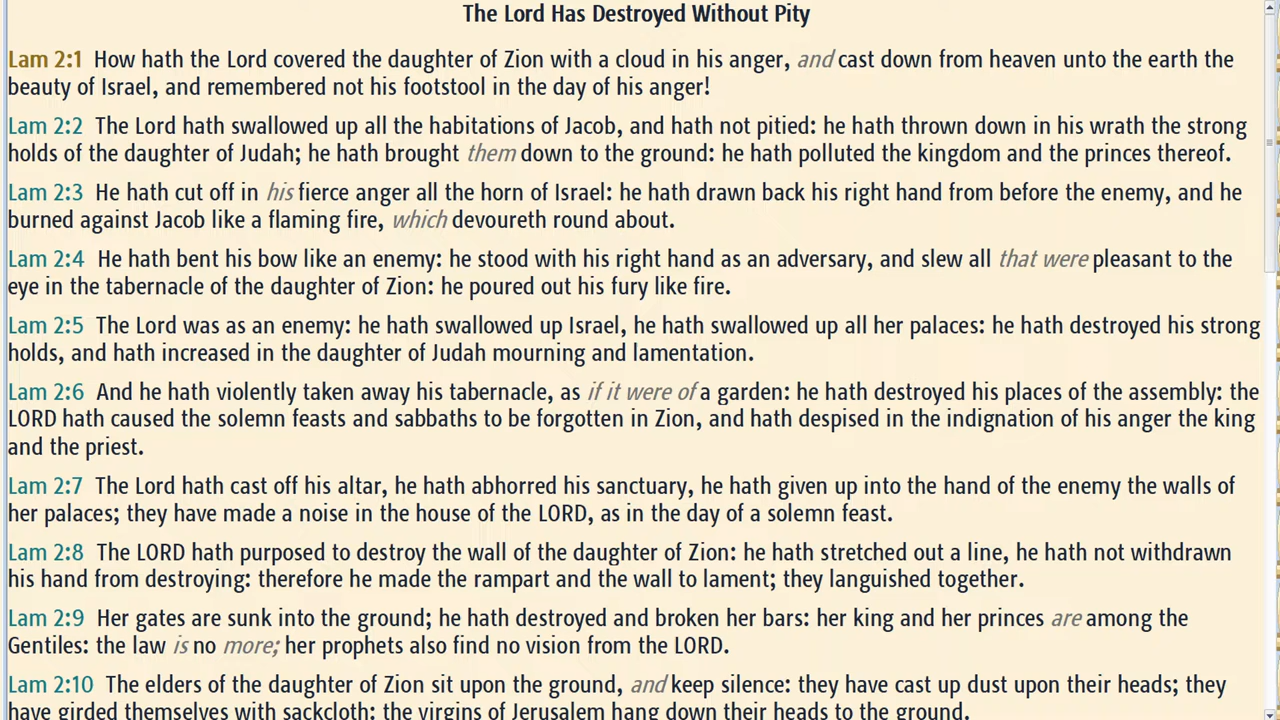 The Lord Has Destroyed Without Pity
Lam 2:1 How hath the Lord covered the daughter of Zion with a cloud in his anger, and cast down from heaven unto the earth the
beauty of Israel, and remembered not his footstool in the day of his anger!
Lam 2:2 The Lord hath swallowed up all the habitations of Jacob, and hath not pitied: he hath thrown down in his wrath the strong
holds of the daughter of Judah; he hath brought them down to the ground: he hath polluted the kingdom and the princes thereof.
Lam 2:3 He hath cut off in his fierce anger all the horn of Israel: he hath drawn back his right hand from before the enemy, and he
burned against Jacob like a flaming fire, which devoureth round about.
Lam 2:4 He hath bent his bow like an enemy: he stood with his right hand as an adversary, and slew all that were pleasant to the
eye in the tabernacle of the daughter of Zion: he poured out his fury like fire.
Lam 2:5 The Lord was as an enemy: he hath swallowed up Israel, he hath swallowed up all her palaces: he hath destroyed his strong
holds, and hath increased in the daughter of Judah mourning and lamentation.
Lam 2:6 And he hath violently taken away his tabernacle, as if it were of a garden: he hath destroyed his places of the assembly: the
LORD hath caused the solemn feasts and sabbaths to be forgotten in Zion, and hath despised in the indignation of his anger the king
and the priest.
Lam 2:7 The Lord hath cast off his altar, he hath abhorred his sanctuary, he hath given up into the hand of the enemy the walls of
her palaces; they have made a noise in the house of the LORD, as in the day of a solemn feast.
Lam 2:8 The LORD hath purposed to destroy the wall of the daughter of Zion: he hath stretched out a line, he hath not withdrawn
his hand from destroying: therefore he made the rampart and the wall to lament; they languished together.
Lam 2:9 Her gates are sunk into the ground; he hath destroyed and broken her bars: her king and her princes are among the
Gentiles: the law is no more; her prophets also find no vision from the LORD.
Lam 2:10 The elders of the daughter of Zion sit upon the ground, and keep silence: they have cast up dust upon their heads; they
have girded themselves with sackcloth: the virgins of Jerusalem hang down their heads to the ground.